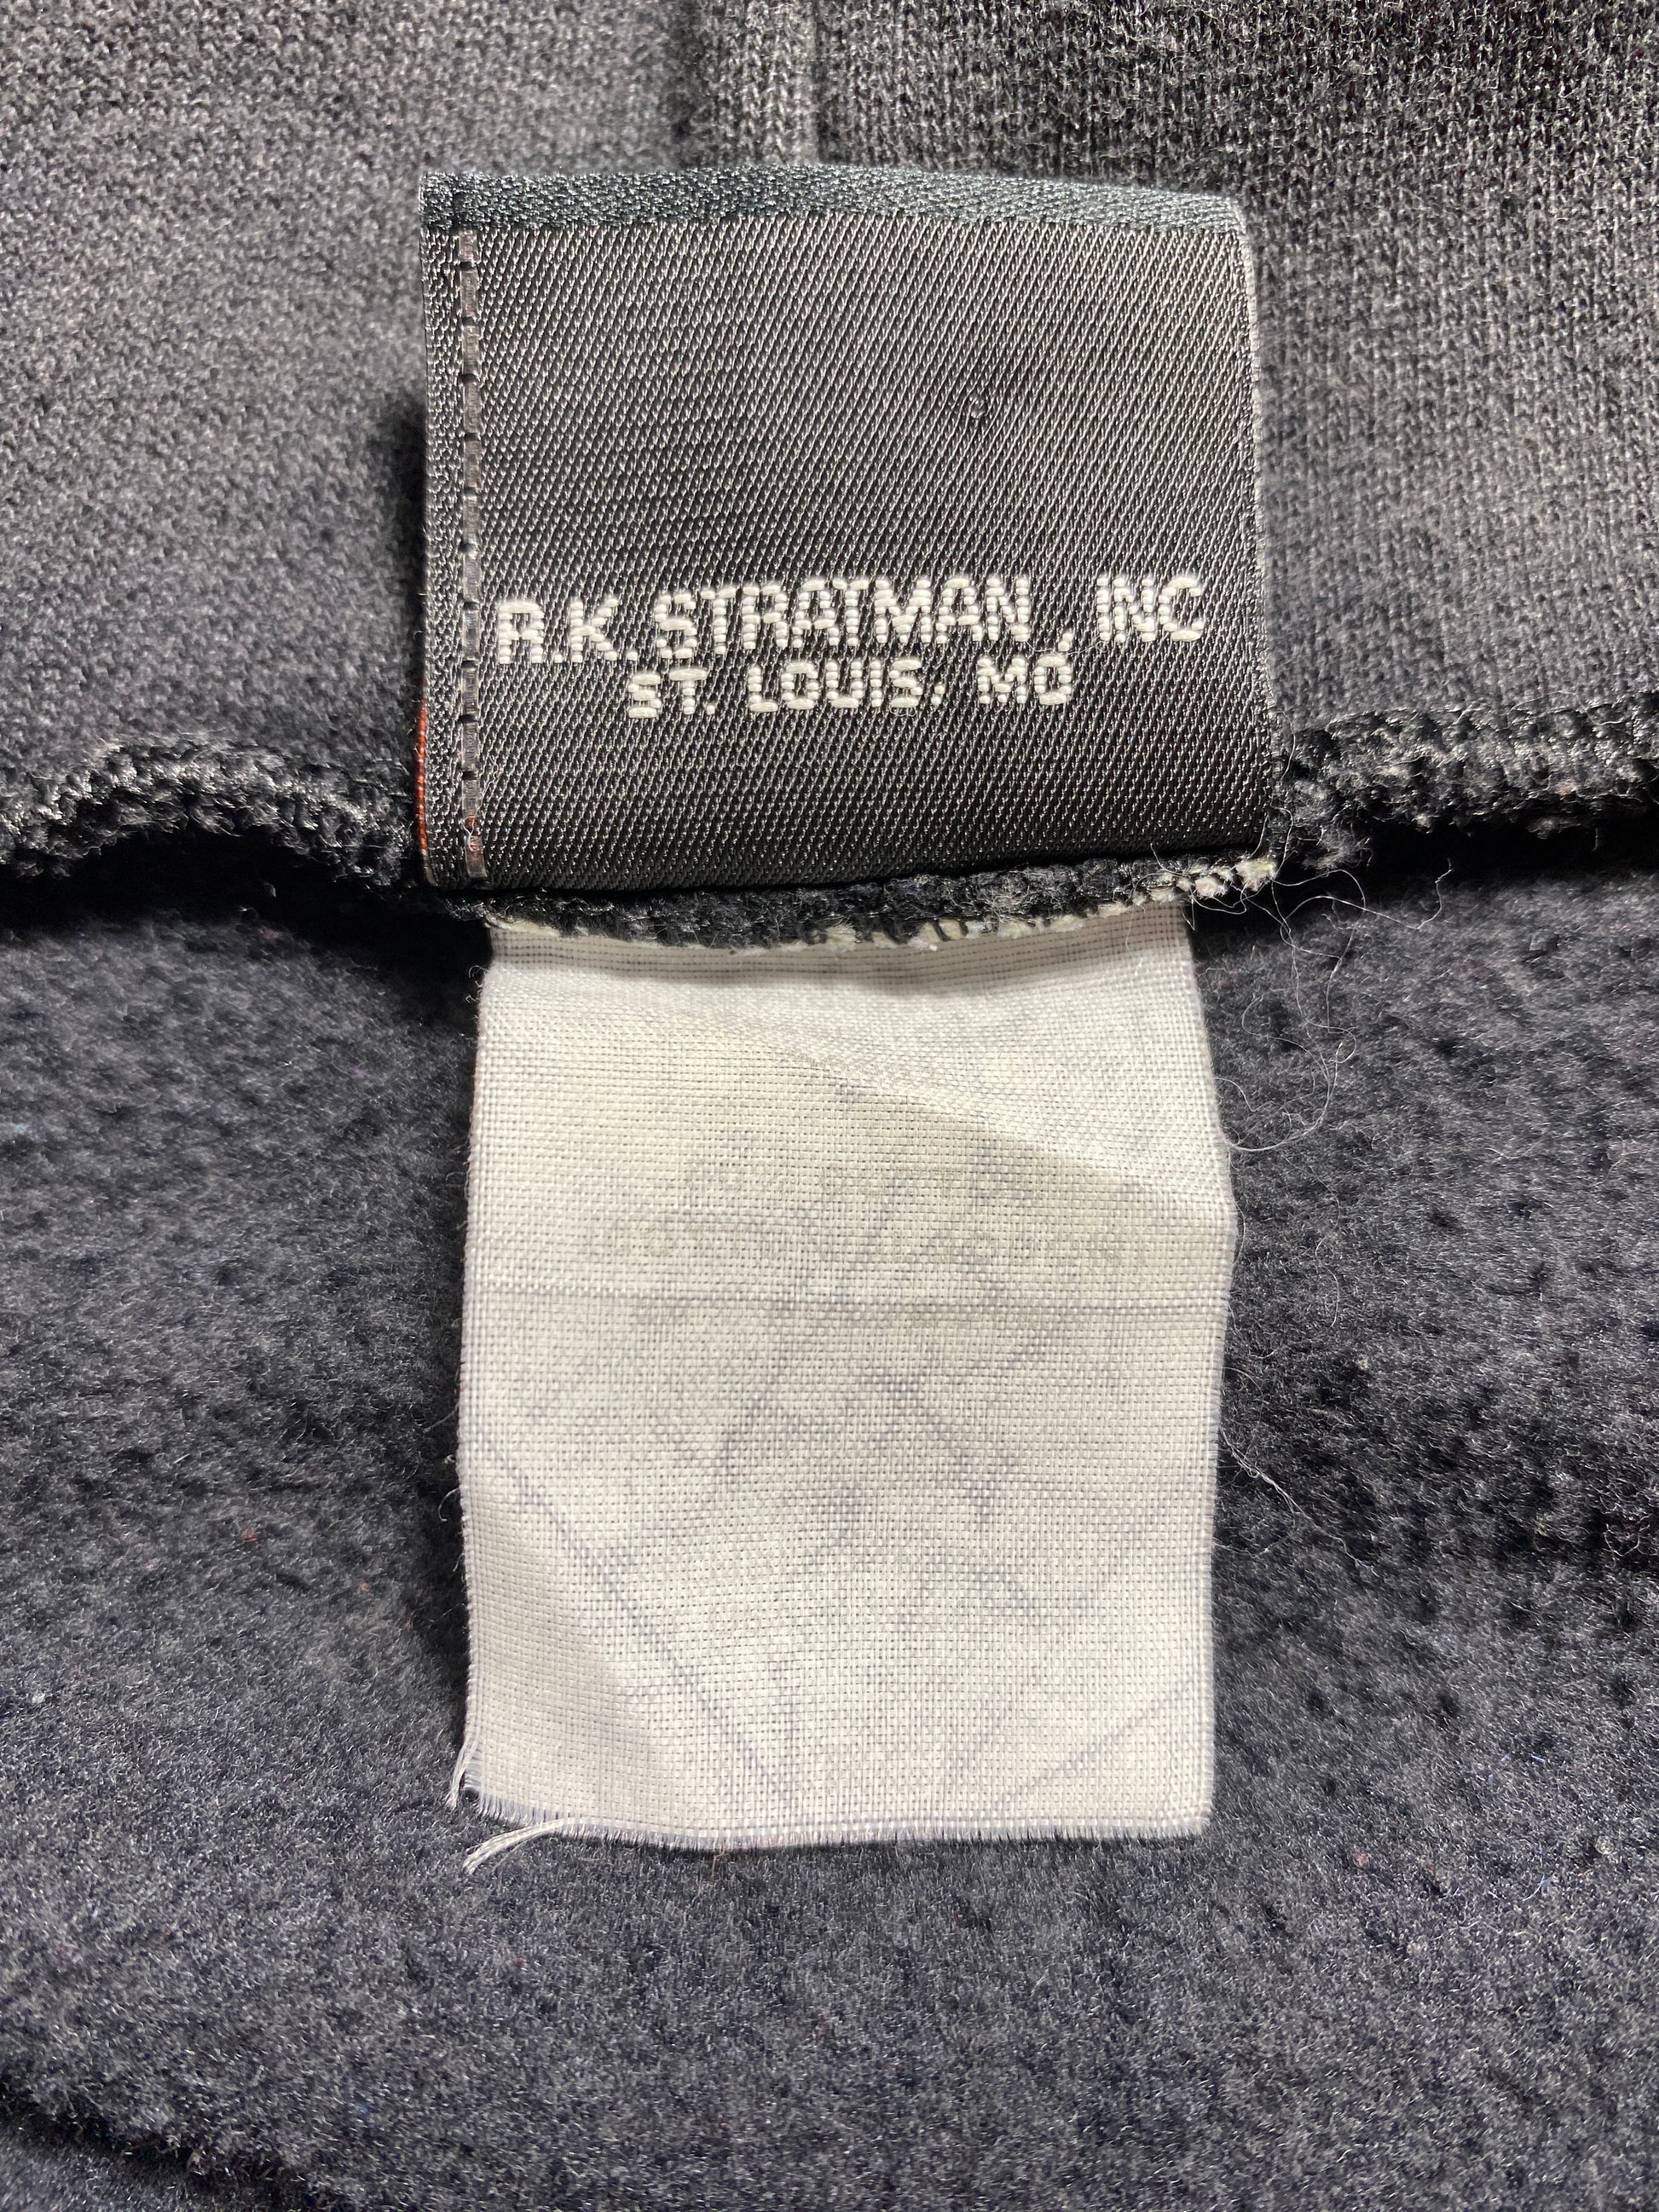 R.K. STRATMAN, INC
ST. LOUIS, MO